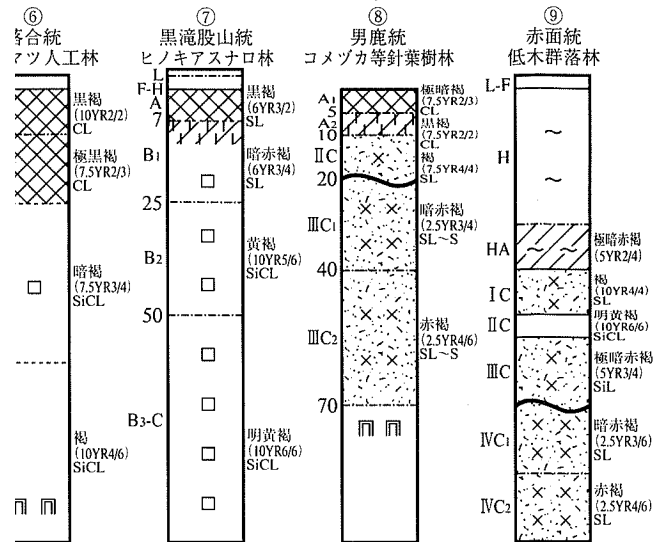 ⑥
落合統
マツ人工林
黒褐
(10YR2/2)
CL
極黒褐
(7.5YR2/3)
CL
暗褐
(7.5YR3/4)
SiCL
褐
(10YR4/6)
SiCL
⑦
黒滝股山統
ヒノキアスナロ林
L
F-H
A
7
B₁
25
B₂
50
B₃-C
黒褐
(6YR3/2)
SL
暗赤褐
(6YR3/4)
SL
黄褐
(10YR5/6)
SiCL
明黄褐
(10YR6/6)
SiCL
⑧
男鹿統
コメヅカ等針葉樹林
A₁
5
A₂
10
ⅡC
20
ⅢC₁
40
ⅢC₂
70
極暗褐
(7.5YR2/3)
CL
黒褐
(7.5YR2/2)
CL
褐
(7.5YR4/4)
SL
暗赤褐
(2.5YR3/4)
SL~S
赤褐
(2.5YR4/6)
SL~S
⑨
赤面統
低木群落林
L-F
H
HA
ⅠC
ⅡC
ⅢC
ⅣC₁
ⅣC₂
極暗赤褐
(5YR2/4)
褐
(10YR4/4)
SL
明黄褐
(10YR6/6)
SiCL
極暗赤褐
(5YR3/4)
SiL
暗赤褐
(2.5YR3/6)
SL
赤褐
(2.5YR4/6)
SL